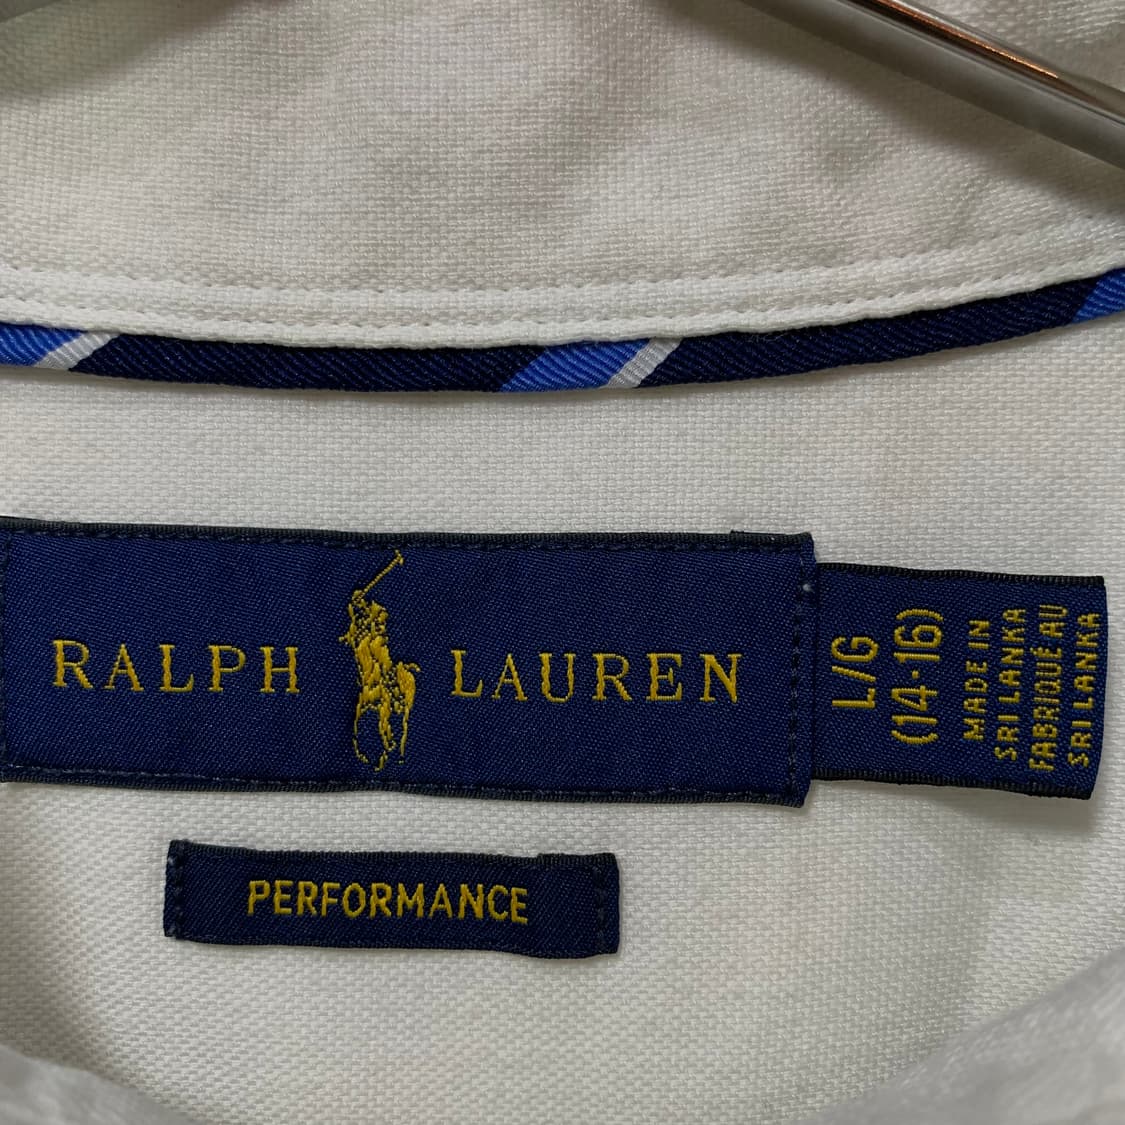 RALPH LAUREN
L/G
(14-16)
MADE IN
SRI LANKA
FABRIQUÉ AU
SRI LANKA
PERFORMANCE